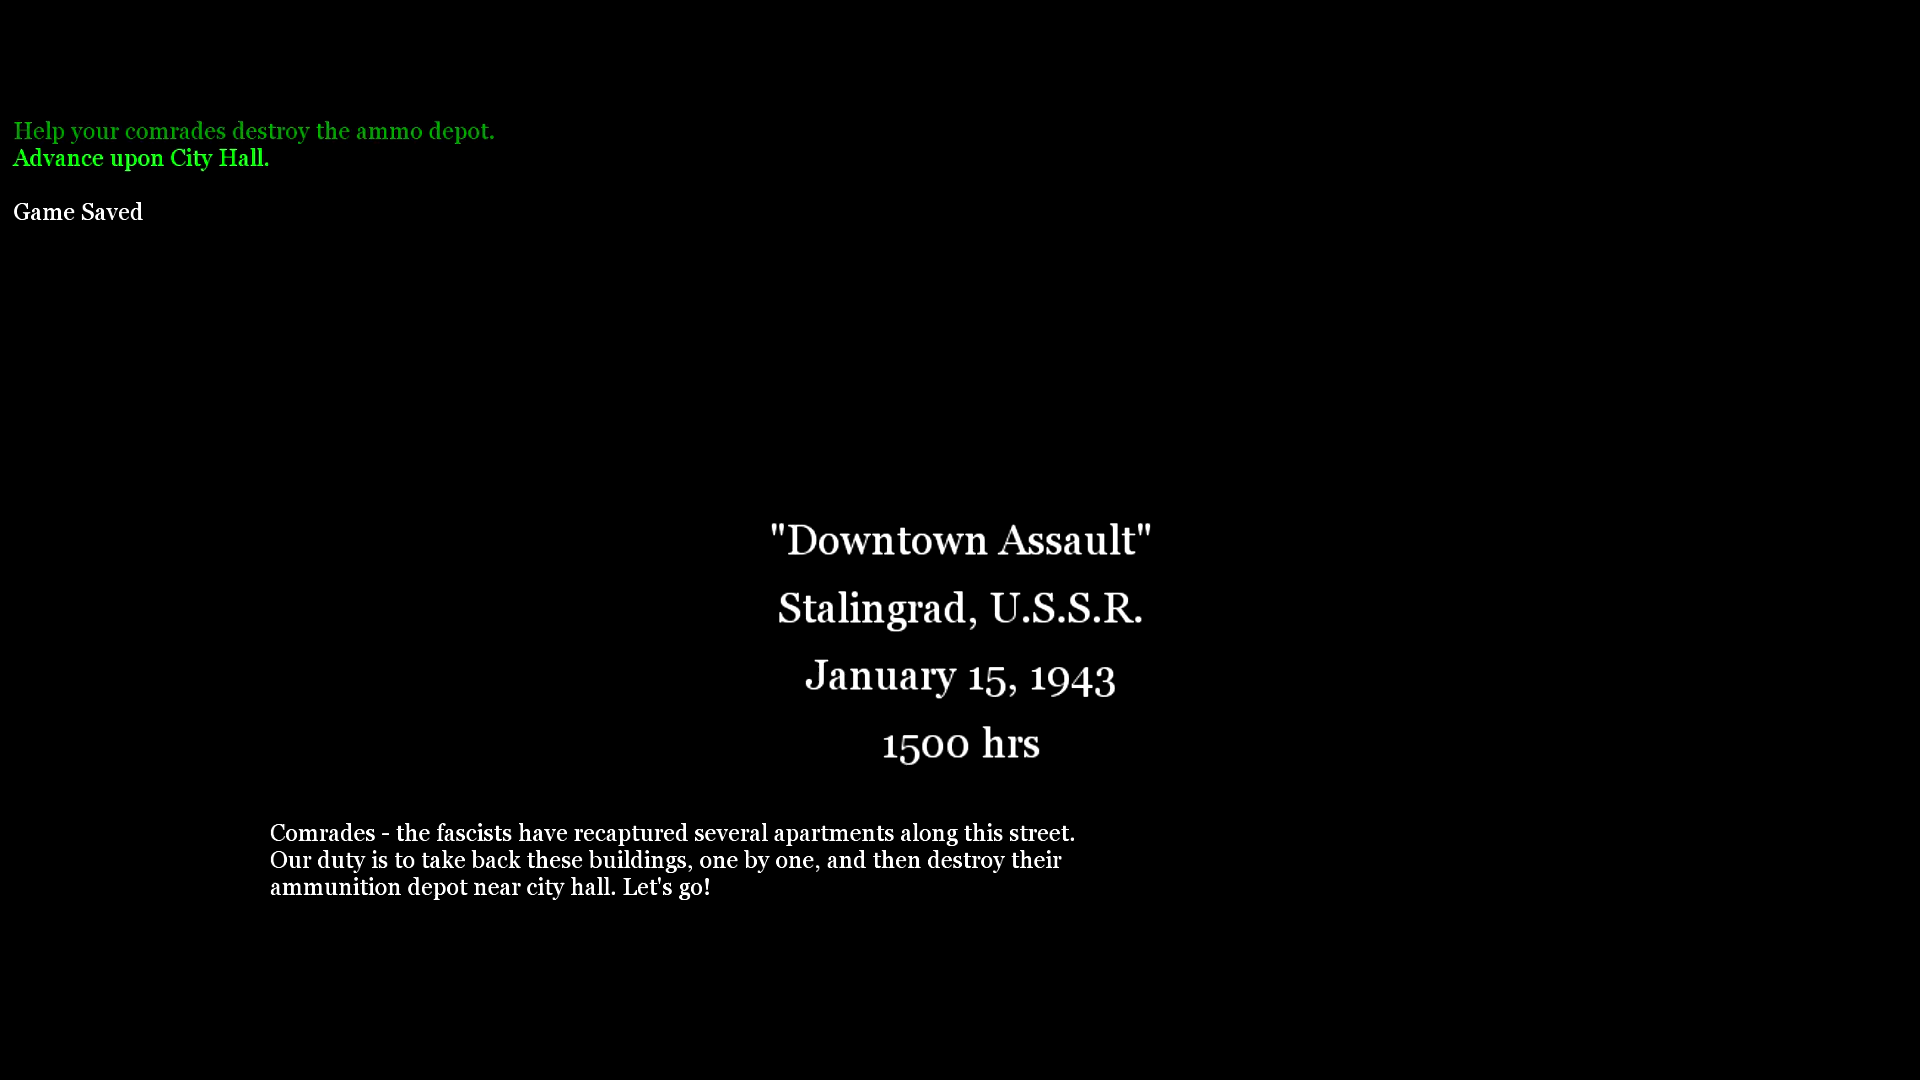 Help your comrades destroy the ammo depot.
Advance upon City Hall.
Game Saved
"Downtown Assault"
Stalingrad, U.S.S.R.
January 15, 1943
1500 hrs
Comrades - the fascists have recaptured several apartments along this street.
Our duty is to take back these buildings, one by one, and then destroy their
ammunition depot near city hall. Let's go!